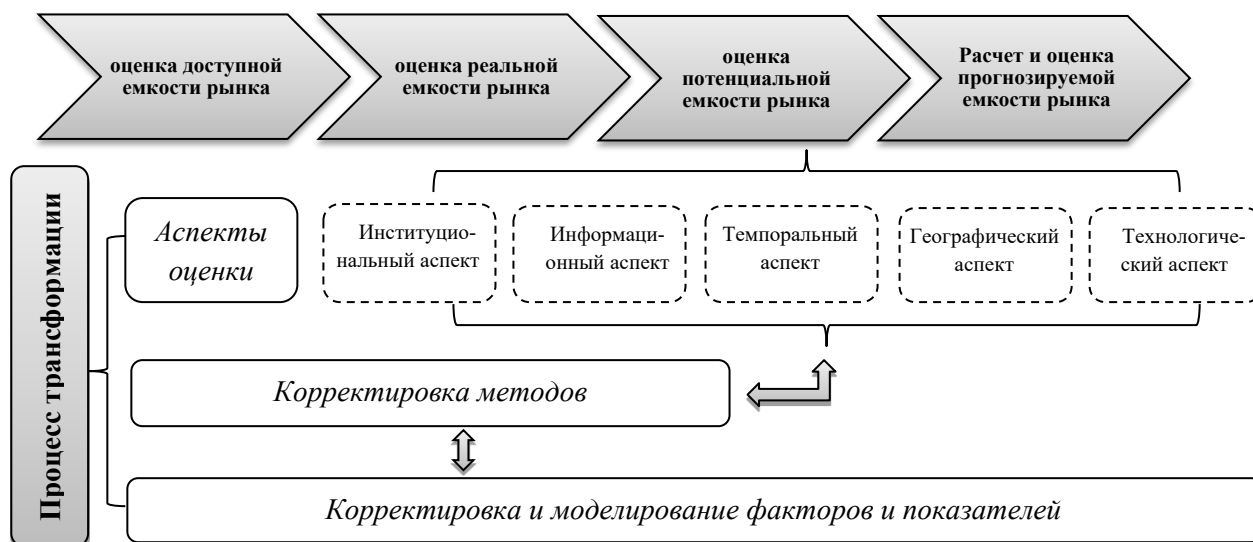 оценка доступной
емкости рынка
оценка реальной
емкости рынка
оценка
потенциальной
емкости рынка
Расчет и оценка
прогнозируемой
емкости рынка
Процесс трансформации
Аспекты
оценки
Институцио-
нальный аспект
Информаци-
онный аспект
Темпоральный
аспект
Географический
аспект
Технологиче-
ский аспект
Корректировка методов
Корректировка и моделирование факторов и показателей